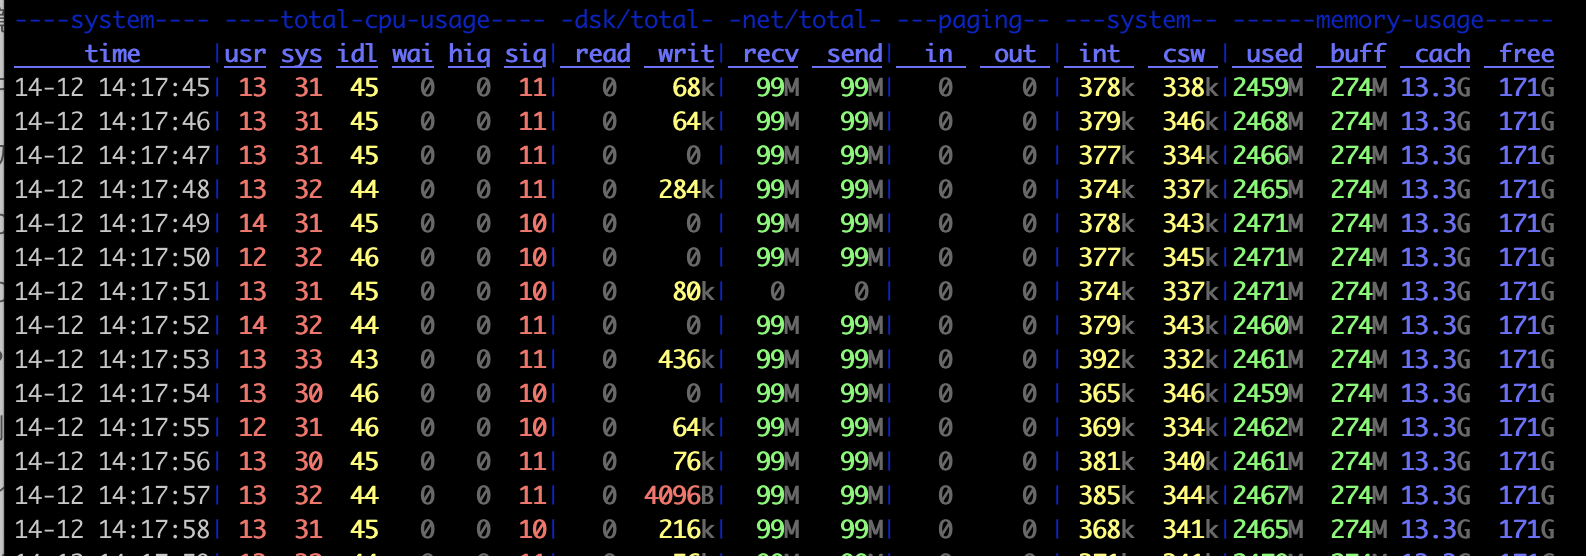 ----system---- ----total-cpu-usage---- -dsk/total- -net/total- ---paging-- ---system-- ------memory-usage-----
time |usr sys idl wai hiq siq| read writ| recv send| in out | int csw | used buff cach free
14-12 14:17:45| 13 31 45 0 0 11| 0 68k| 99M 99M| 0 0 | 378k 338k|2459M 274M 13.3G 171G
14-12 14:17:46| 13 31 45 0 0 11| 0 64k| 99M 99M| 0 0 | 379k 346k|2468M 274M 13.3G 171G
14-12 14:17:47| 13 31 45 0 0 11| 0 0 | 99M 99M| 0 0 | 377k 334k|2466M 274M 13.3G 171G
14-12 14:17:48| 13 32 44 0 0 11| 0 284k| 99M 99M| 0 0 | 374k 337k|2465M 274M 13.3G 171G
14-12 14:17:49| 14 31 45 0 0 10| 0 0 | 99M 99M| 0 0 | 378k 343k|2471M 274M 13.3G 171G
14-12 14:17:50| 12 32 46 0 0 10| 0 0 | 99M 99M| 0 0 | 377k 345k|2471M 274M 13.3G 171G
14-12 14:17:51| 13 31 45 0 0 10| 0 80k| 0 0 | 0 0 | 374k 337k|2471M 274M 13.3G 171G
14-12 14:17:52| 14 32 44 0 0 11| 0 0 | 99M 99M| 0 0 | 379k 343k|2460M 274M 13.3G 171G
14-12 14:17:53| 13 33 43 0 0 11| 0 436k| 99M 99M| 0 0 | 392k 332k|2461M 274M 13.3G 171G
14-12 14:17:54| 13 30 46 0 0 10| 0 0 | 99M 99M| 0 0 | 365k 346k|2459M 274M 13.3G 171G
14-12 14:17:55| 12 31 46 0 0 10| 0 64k| 99M 99M| 0 0 | 369k 334k|2462M 274M 13.3G 171G
14-12 14:17:56| 13 30 45 0 0 11| 0 76k| 99M 99M| 0 0 | 381k 340k|2461M 274M 13.3G 171G
14-12 14:17:57| 13 32 44 0 0 11| 0 4096B| 99M 99M| 0 0 | 385k 344k|2467M 274M 13.3G 171G
14-12 14:17:58| 13 31 45 0 0 10| 0 216k| 99M 99M| 0 0 | 368k 341k|2465M 274M 13.3G 171G